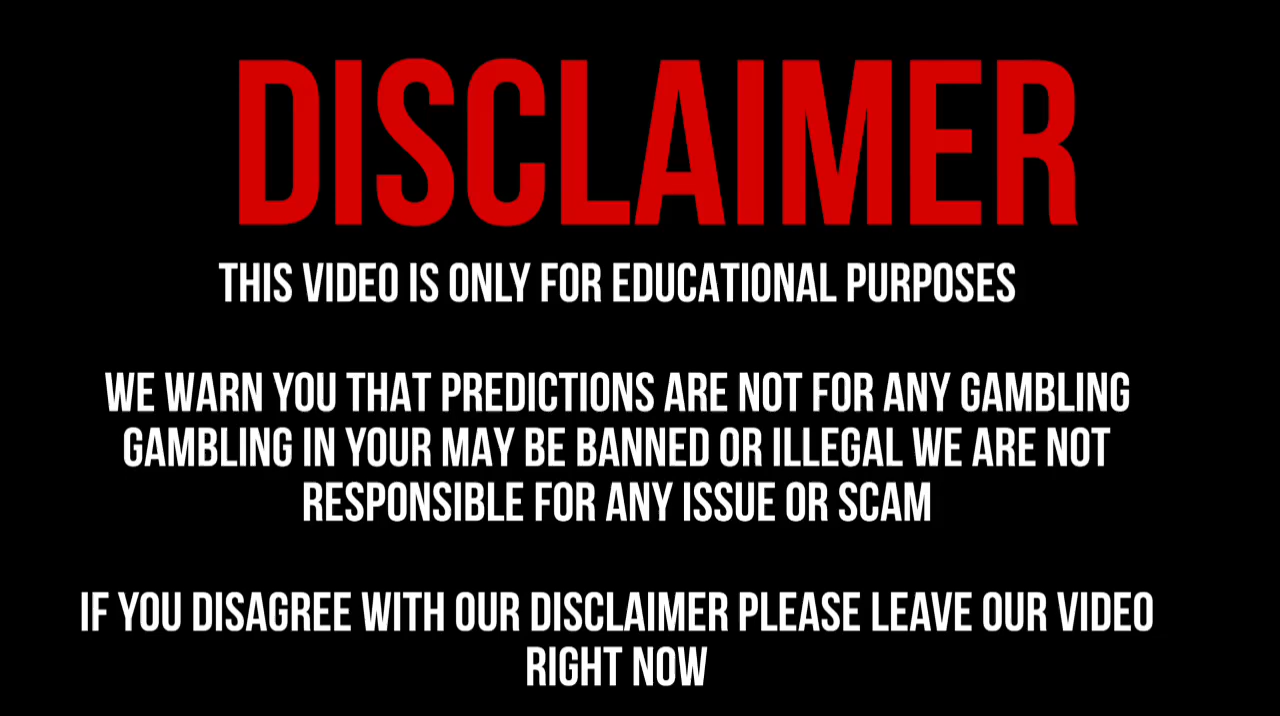 DISCLAIMER
THIS VIDEO IS ONLY FOR EDUCATIONAL PURPOSES
WE WARN YOU THAT PREDICTIONS ARE NOT FOR ANY GAMBLING
GAMBLING IN YOUR MAY BE BANNED OR ILLEGAL WE ARE NOT
RESPONSIBLE FOR ANY ISSUE OR SCAM
IF YOU DISAGREE WITH OUR DISCLAIMER PLEASE LEAVE OUR VIDEO
RIGHT NOW